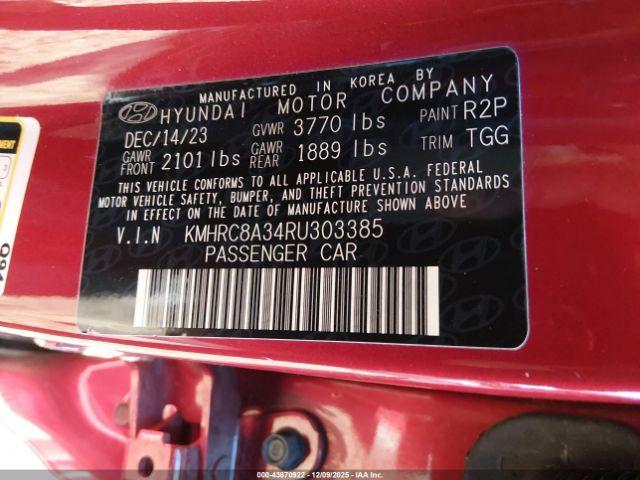 MANUFACTURED IN KOREA BY
HYUNDAI MOTOR COMPANY
DEC/14/23 GVWR 3770 lbs PAINT R2P
GAWR FRONT 2101 lbs GAWR REAR 1889 lbs TRIM TGG
THIS VEHICLE CONFORMS TO ALL APPLICABLE U.S.A. FEDERAL
MOTOR VEHICLE SAFETY, BUMPER, AND THEFT PREVENTION STANDARDS
IN EFFECT ON THE DATE OF MANUFACTURE SHOWN ABOVE
V.I.N KMHRC8A34RU303385
PASSENGER CAR
000-43870922 - 12/09/2025 - IAAI.com